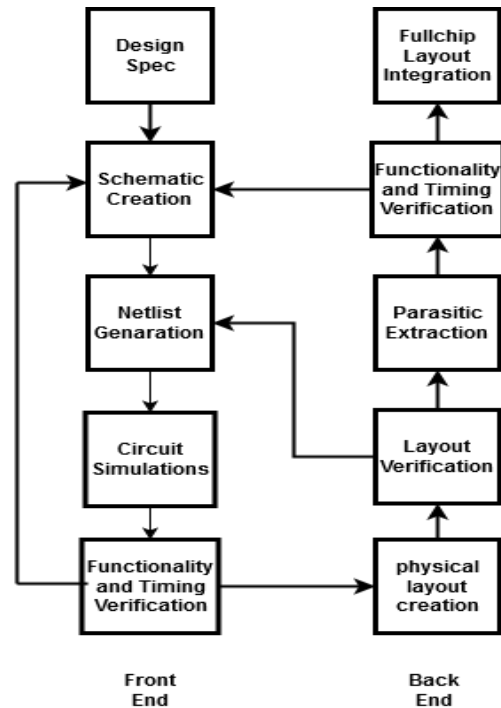 Design
Spec
Schematic
Creation
Netlist
Genaration
Circuit
Simulations
Functionality
and Timing
Verification
Front
End
Fullchip
Layout
Integration
Functionality
and Timing
Verification
Parasitic
Extraction
Layout
Verification
physical
layout
creation
Back
End